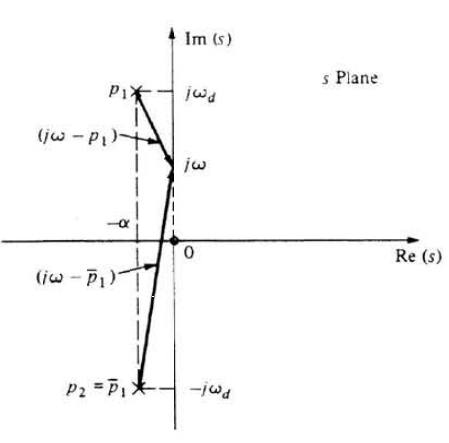 Im (s)
s Plane
p₁
jω_d
(jω − p₁)
jω
−α
0
Re (s)
(jω − p̄₁)
p₂ = p̄₁
−jω_d